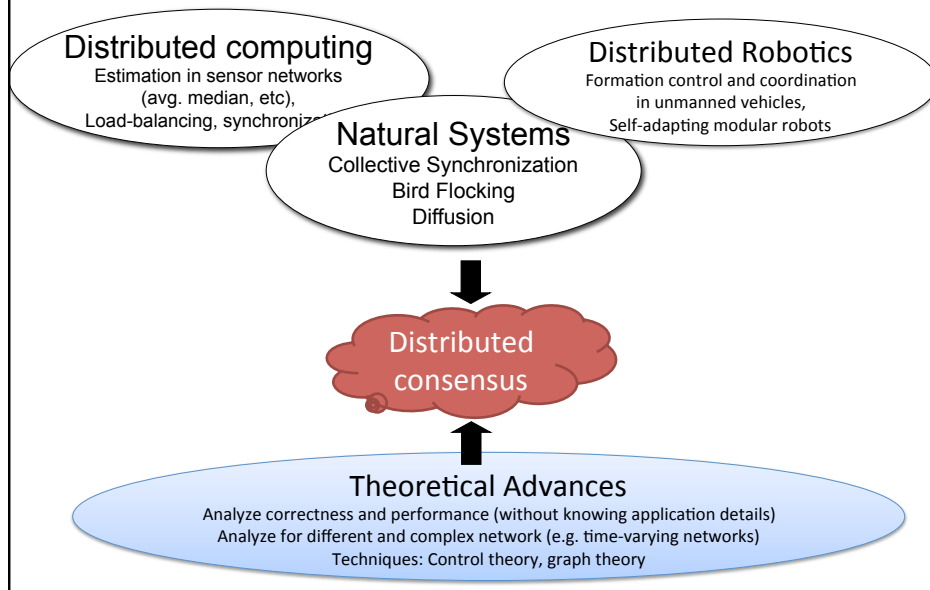 Distributed computing
Estimation in sensor networks
(avg. median, etc),
Load-balancing, synchronizat
Distributed Robotics
Formation control and coordination
in unmanned vehicles,
Self-adapting modular robots
Natural Systems
Collective Synchronization
Bird Flocking
Diffusion
Distributed
consensus
Theoretical Advances
Analyze correctness and performance (without knowing application details)
Analyze for different and complex network (e.g. time-varying networks)
Techniques: Control theory, graph theory